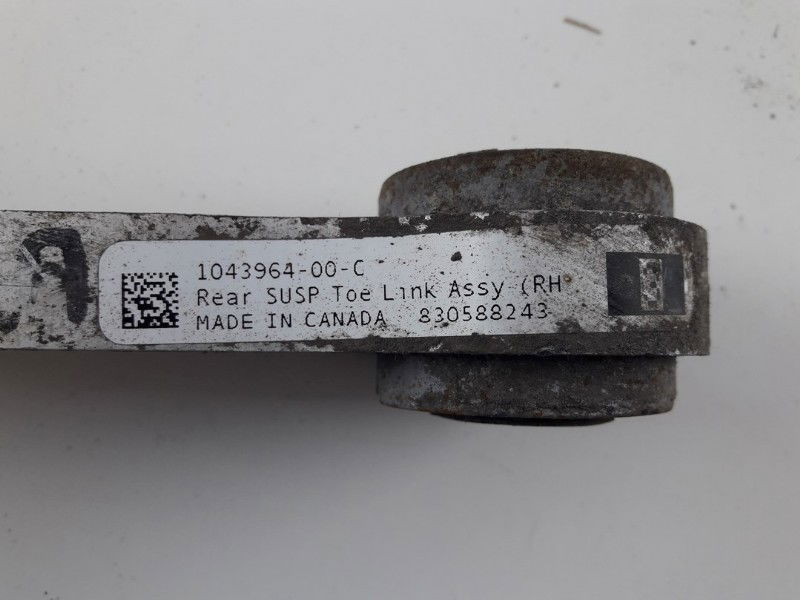 1043964-00-C
Rear SUSP Toe Link Assy (RH
MADE IN CANADA 830588243